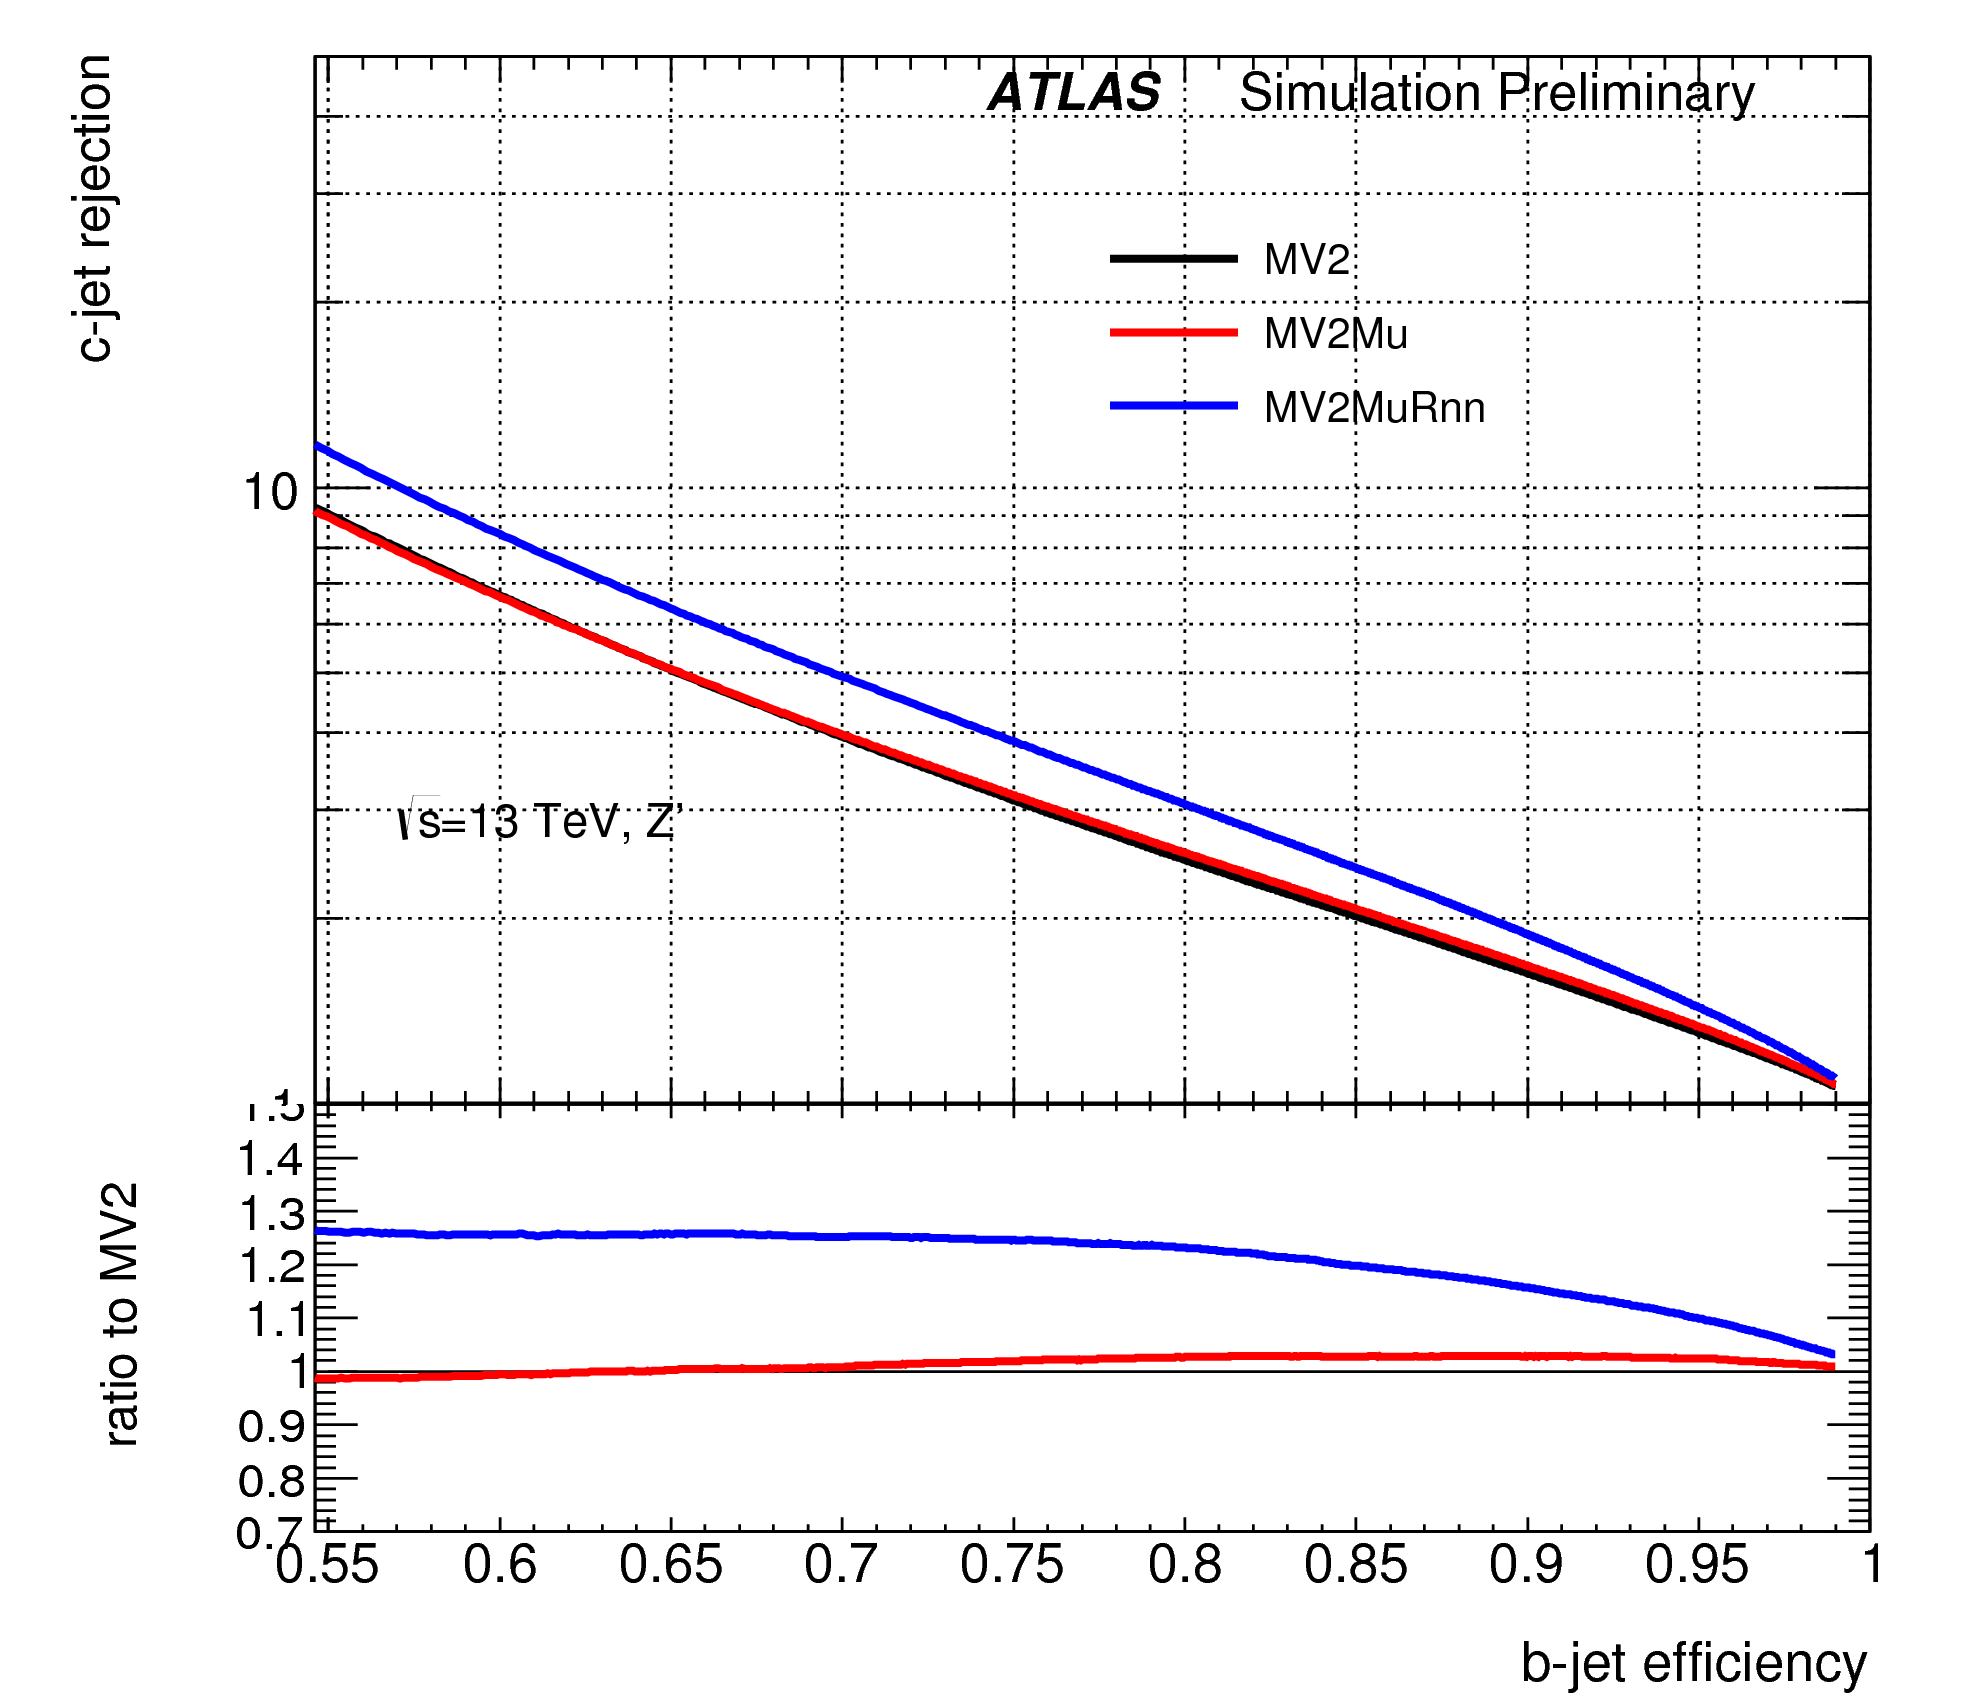 c-jet rejection
ATLAS Simulation Preliminary
MV2
MV2Mu
MV2MuRnn
10
√s=13 TeV, Z'
ratio to MV2
1.4
1.3
1.2
1.1
1
0.9
0.8
0.7
0.55 0.6 0.65 0.7 0.75 0.8 0.85 0.9 0.95 1
b-jet efficiency